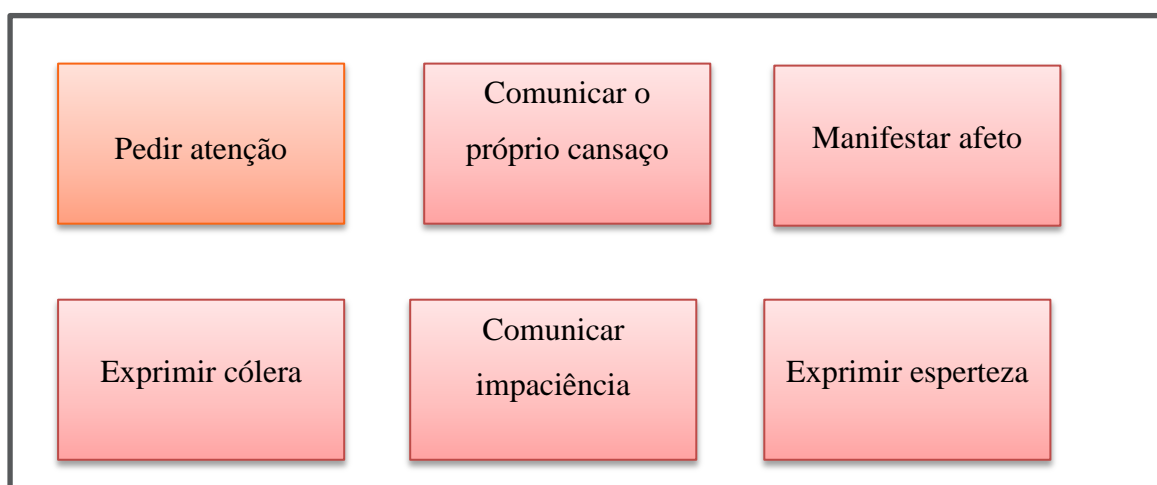 Pedir atenção
Comunicar o
próprio cansaço
Manifestar afeto
Exprimir cólera
Comunicar
impaciência
Exprimir esperteza